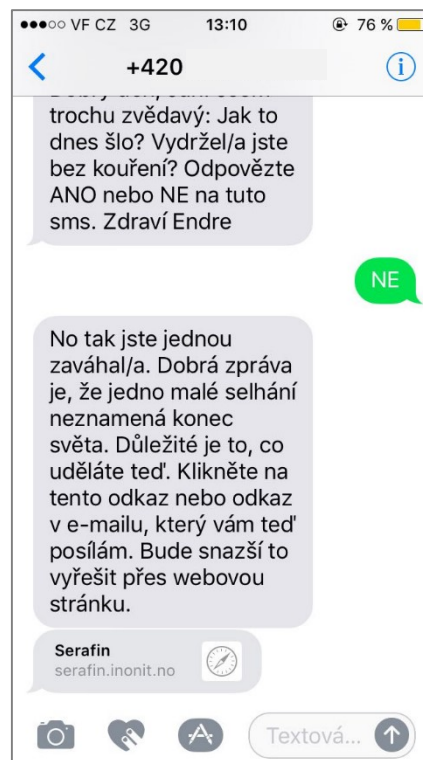 VF CZ 3G 13:10 76 %
+420
trochu zvědavý: Jak to
dnes šlo? Vydržel/a jste
bez kouření? Odpovězte
ANO nebo NE na tuto
sms. Zdraví Endre
NE
No tak jste jednou
zaváhal/a. Dobrá zpráva
je, že jedno malé selhání
neznamená konec
světa. Důležité je to, co
uděláte teď. Klikněte na
tento odkaz nebo odkaz
v e-mailu, který vám teď
posílám. Bude snazší to
vyřešit přes webovou
stránku.
Serafin
serafin.inonit.no
Textová...